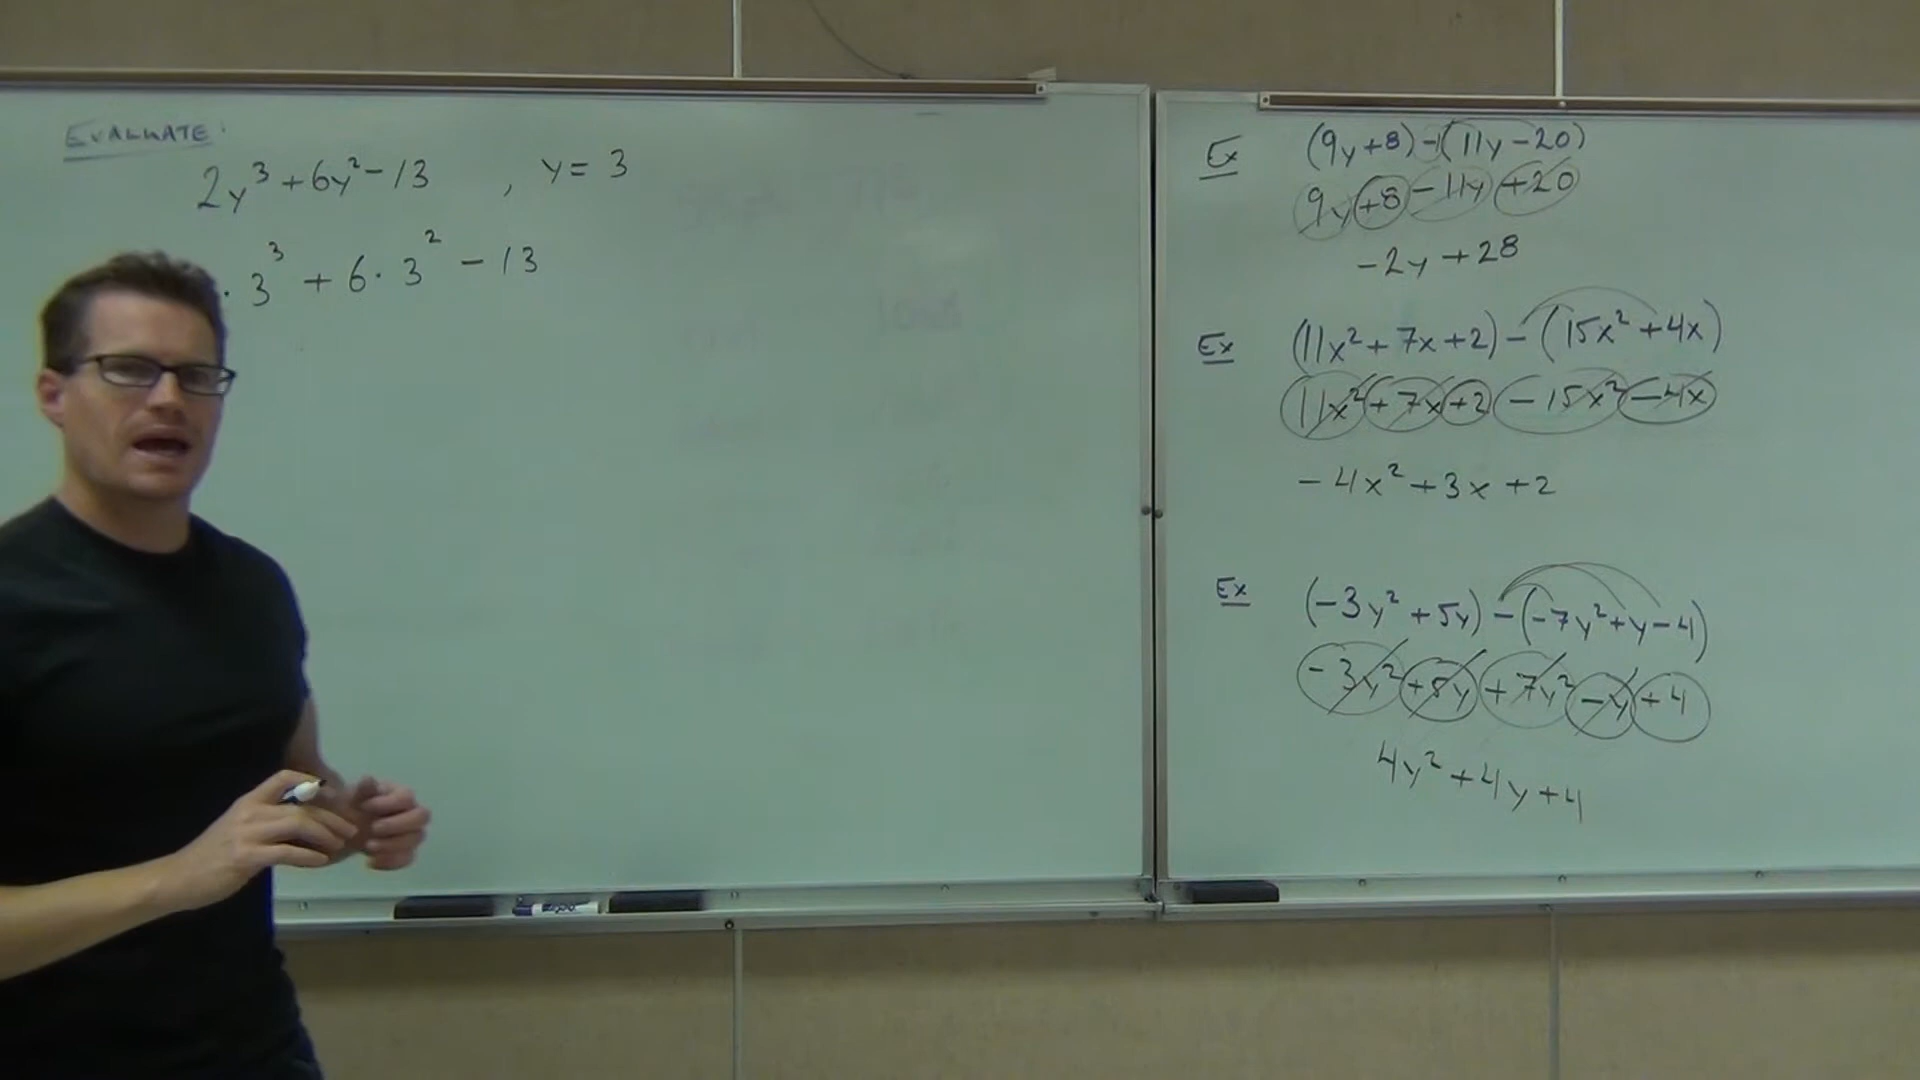 EVALUATE:
2y³ + 6y² - 13 , y = 3
· 3³ + 6 · 3² - 13
Ex (9y + 8) - 1(11y - 20)
9y + 8 - 11y + 20
- 2y + 28
Ex (11x² + 7x + 2) - (15x² + 4x)
11x² + 7x + 2 - 15x² - 4x
- 4x² + 3x + 2
Ex (-3y² + 5y) - (-7y² + y - 4)
- 3y² + 5y + 7y² - y + 4
4y² + 4y + 4